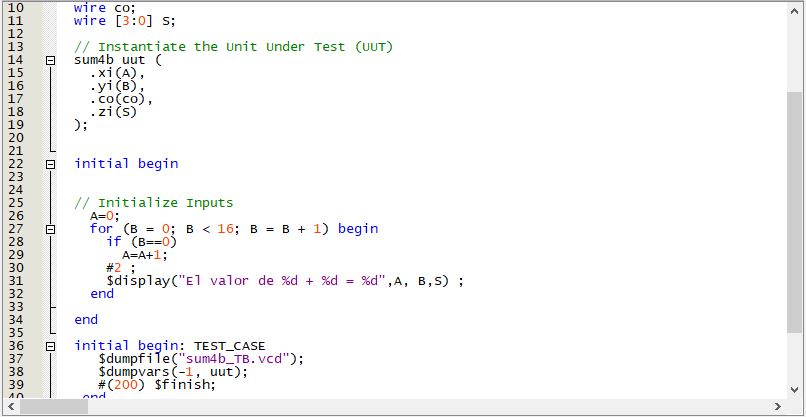 10 wire co;
11 wire [3:0] S;
12
13 // Instantiate the Unit Under Test (UUT)
14 sum4b uut (
15 .xi(A),
16 .yi(B),
17 .co(co),
18 .zi(S)
19 );
20
21
22 initial begin
23
24
25 // Initialize Inputs
26 A=0;
27 for (B = 0; B < 16; B = B + 1) begin
28 if (B==0)
29 A=A+1;
30 #2 ;
31 $display("El valor de %d + %d = %d",A, B,S) ;
32 end
33
34 end
35
36 initial begin: TEST_CASE
37 $dumpfile("sum4b_TB.vcd");
38 $dumpvars(-1, uut);
39 #(200) $finish;
40 end